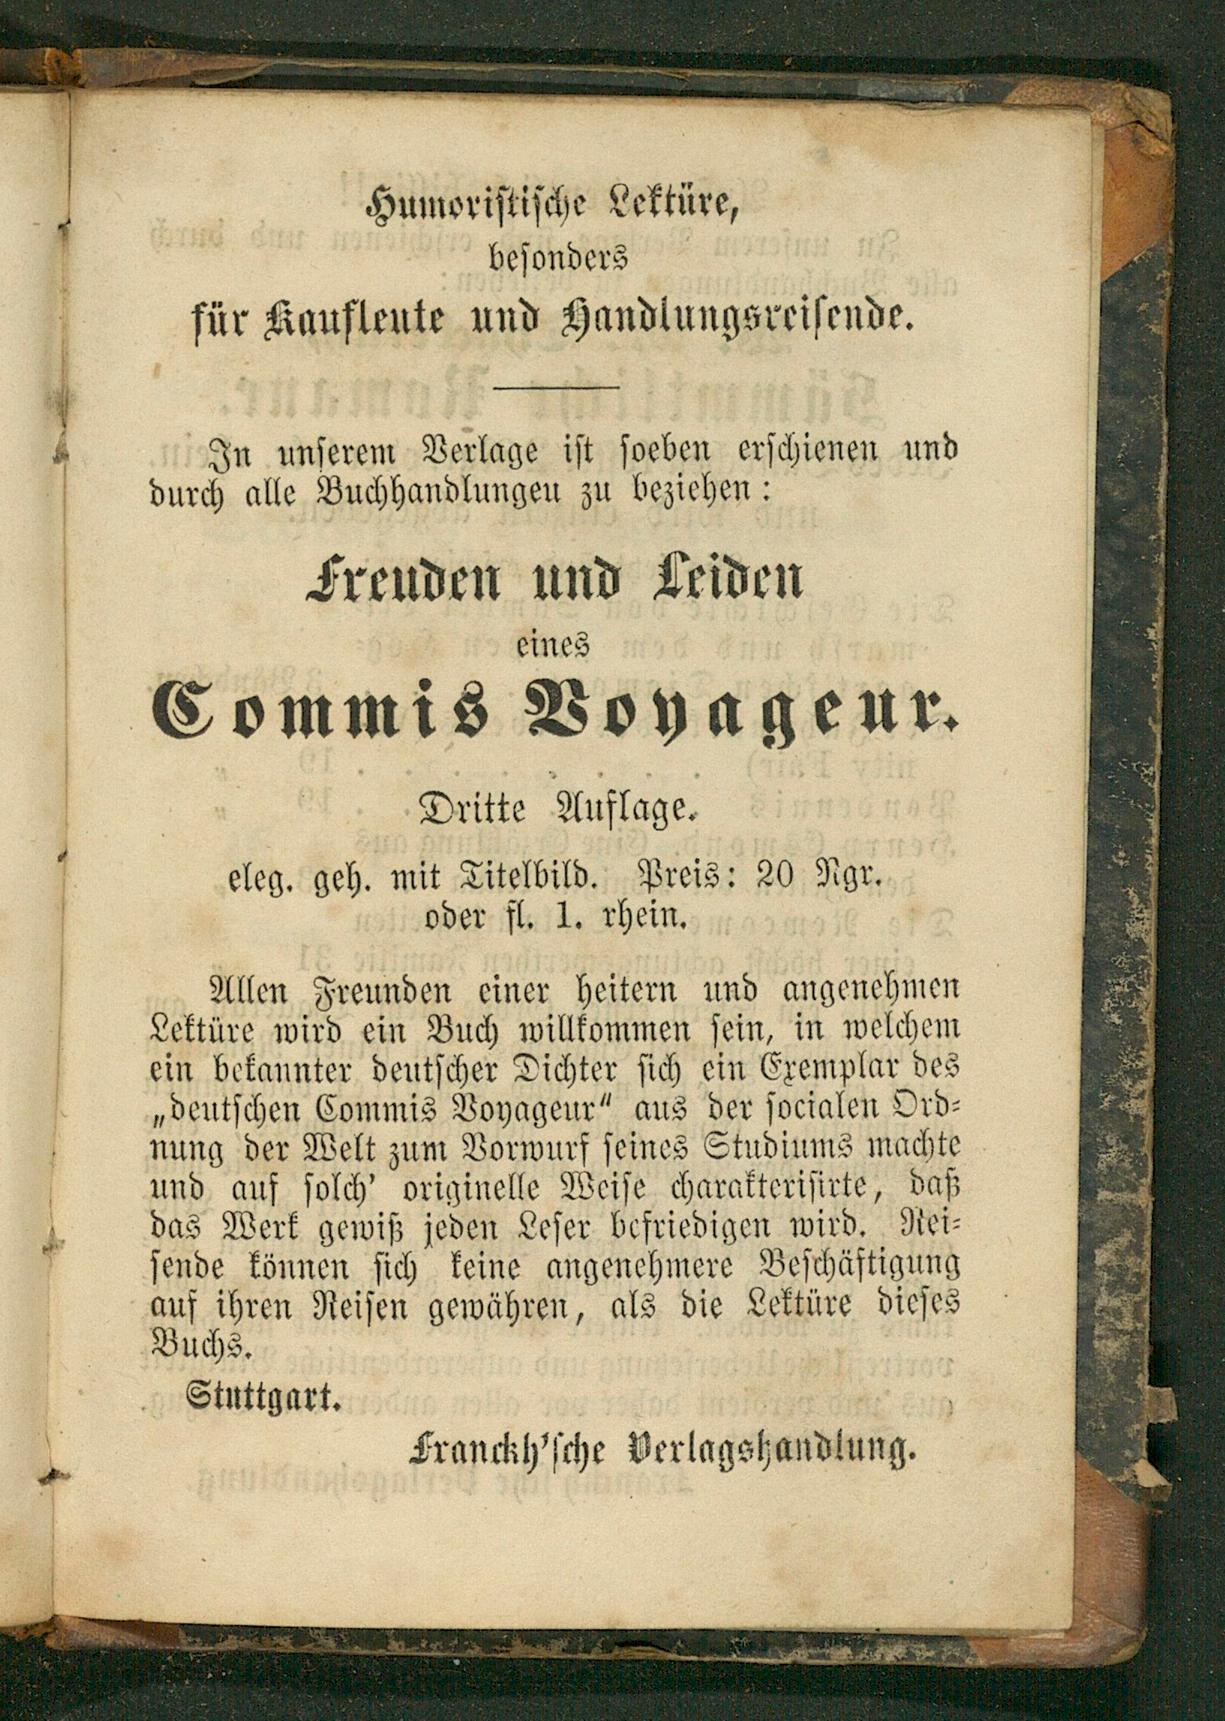 Humoristische Lektüre,
besonders
für Kaufleute und Handlungsreisende.
In unserem Verlage ist soeben erschienen und
durch alle Buchhandlungen zu beziehen:
Freuden und Leiden
eines
Commis Voyageur.
Dritte Auflage.
eleg. geh. mit Titelbild. Preis: 20 Ngr.
oder fl. 1. rhein.
Allen Freunden einer heitern und angenehmen
Lektüre wird ein Buch willkommen sein, in welchem
ein bekannter deutscher Dichter sich ein Exemplar des
„deutschen Commis Voyageur“ aus der socialen Ord-
nung der Welt zum Vorwurf seines Studiums machte
und auf solch' originelle Weise charakterisirte, daß
das Werk gewiß jeden Leser befriedigen wird. Rei-
sende können sich keine angenehmere Beschäftigung
auf ihren Reisen gewähren, als die Lektüre dieses
Buchs.
Stuttgart.
Franckh'sche Verlagshandlung.